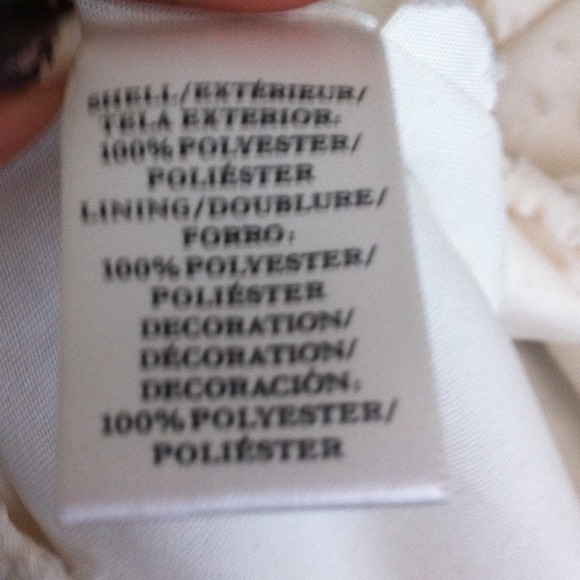 SHELL/EXTÉRIEUR/
TELA EXTERIOR:
100% POLYESTER/
POLIÉSTER
LINING/DOUBLURE/
FORRO:
100% POLYESTER/
POLIÉSTER
DECORATION/
DÉCORATION/
DECORACIÓN:
100% POLYESTER/
POLIÉSTER